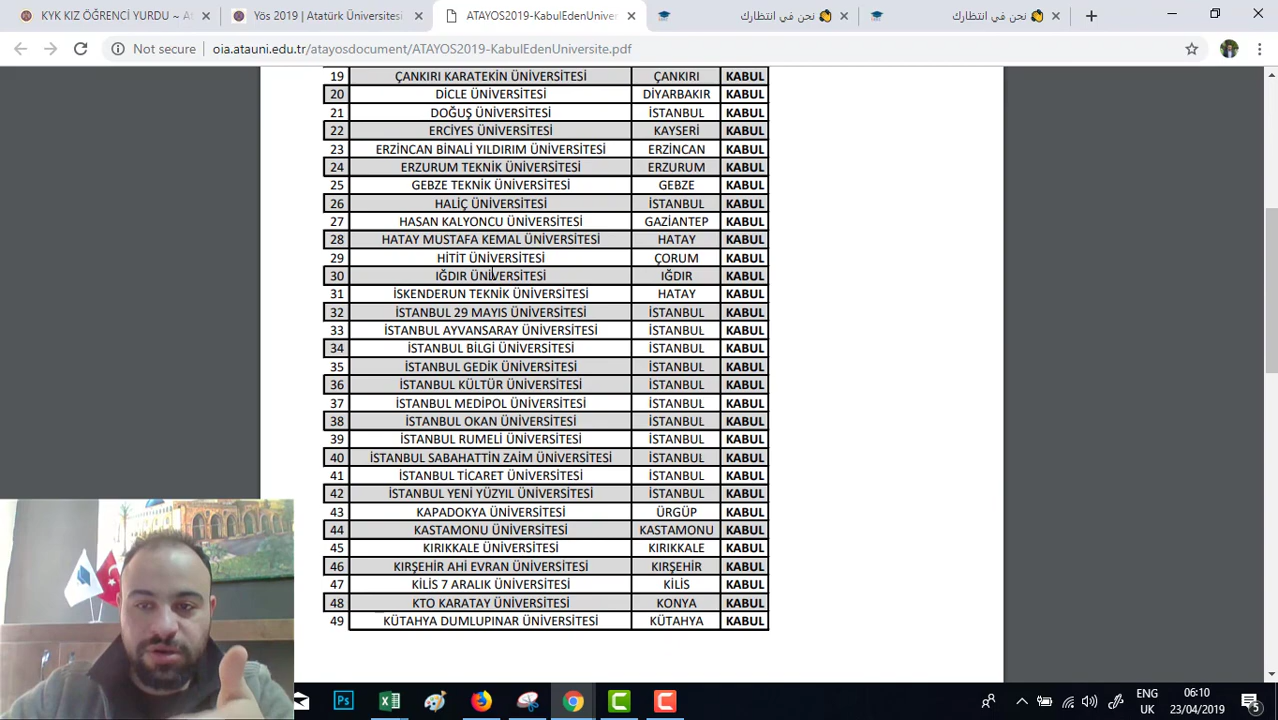 KYK KIZ ÖĞRENCİ YURDU ~ A
Yös 2019 | Atatürk Üniversitesi
ATAYOS2019-KabulEdenÜniver
نحن في انتظارك
نحن في انتظارك
Not secure
oia.atauni.edu.tr/atayosdocument/ATAYOS2019-KabulEdenUniversite.pdf
19 ÇANKIRI KARATEKİN ÜNİVERSİTESİ ÇANKIRI KABUL
20 DİCLE ÜNİVERSİTESİ DİYARBAKIR KABUL
21 DOĞUŞ ÜNİVERSİTESİ İSTANBUL KABUL
22 ERCİYES ÜNİVERSİTESİ KAYSERİ KABUL
23 ERZİNCAN BİNALİ YILDIRIM ÜNİVERSİTESİ ERZİNCAN KABUL
24 ERZURUM TEKNİK ÜNİVERSİTESİ ERZURUM KABUL
25 GEBZE TEKNİK ÜNİVERSİTESİ GEBZE KABUL
26 HALİÇ ÜNİVERSİTESİ İSTANBUL KABUL
27 HASAN KALYONCU ÜNİVERSİTESİ GAZİANTEP KABUL
28 HATAY MUSTAFA KEMAL ÜNİVERSİTESİ HATAY KABUL
29 HİTİT ÜNİVERSİTESİ ÇORUM KABUL
30 IĞDIR ÜNİVERSİTESİ IĞDIR KABUL
31 İSKENDERUN TEKNİK ÜNİVERSİTESİ HATAY KABUL
32 İSTANBUL 29 MAYIS ÜNİVERSİTESİ İSTANBUL KABUL
33 İSTANBUL AYVANSARAY ÜNİVERSİTESİ İSTANBUL KABUL
34 İSTANBUL BİLGİ ÜNİVERSİTESİ İSTANBUL KABUL
35 İSTANBUL GEDİK ÜNİVERSİTESİ İSTANBUL KABUL
36 İSTANBUL KÜLTÜR ÜNİVERSİTESİ İSTANBUL KABUL
37 İSTANBUL MEDİPOL ÜNİVERSİTESİ İSTANBUL KABUL
38 İSTANBUL OKAN ÜNİVERSİTESİ İSTANBUL KABUL
39 İSTANBUL RUMELİ ÜNİVERSİTESİ İSTANBUL KABUL
40 İSTANBUL SABAHATTİN ZAİM ÜNİVERSİTESİ İSTANBUL KABUL
41 İSTANBUL TİCARET ÜNİVERSİTESİ İSTANBUL KABUL
42 İSTANBUL YENİ YÜZYIL ÜNİVERSİTESİ İSTANBUL KABUL
43 KAPADOKYA ÜNİVERSİTESİ ÜRGÜP KABUL
44 KASTAMONU ÜNİVERSİTESİ KASTAMONU KABUL
45 KIRIKKALE ÜNİVERSİTESİ KIRIKKALE KABUL
46 KIRŞEHİR AHİ EVRAN ÜNİVERSİTESİ KIRŞEHİR KABUL
47 KİLİS 7 ARALIK ÜNİVERSİTESİ KİLİS KABUL
48 KTO KARATAY ÜNİVERSİTESİ KONYA KABUL
49 KÜTAHYA DUMLUPINAR ÜNİVERSİTESİ KÜTAHYA KABUL
Ps
ENG 06:10
UK 23/04/2019
5